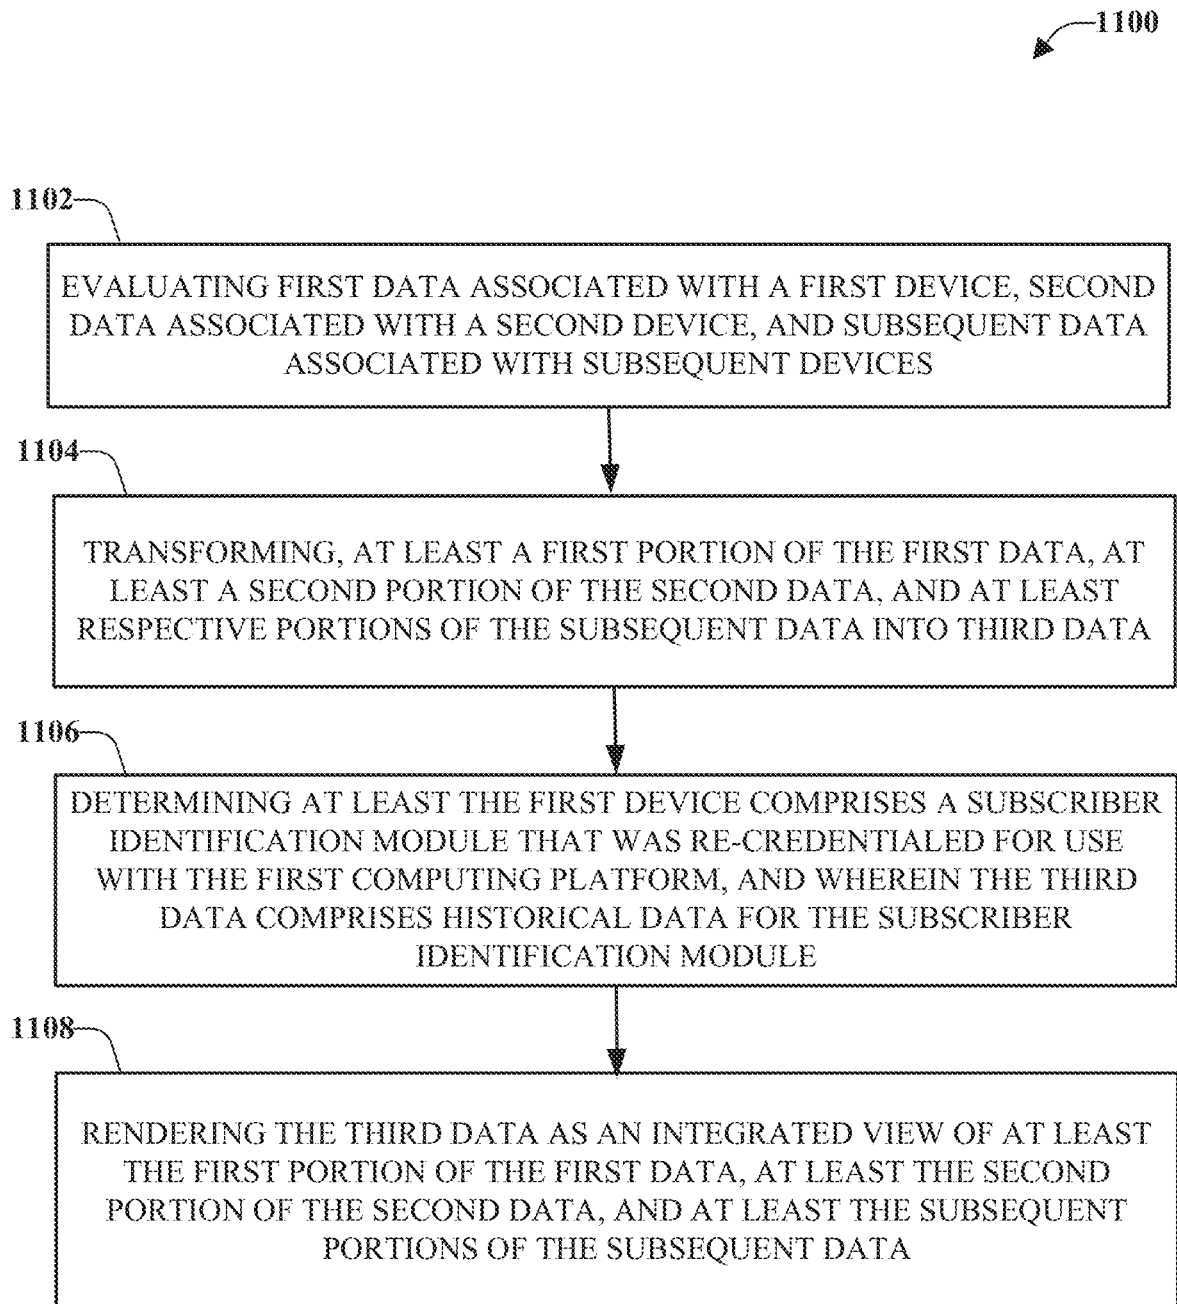 1100
1102
EVALUATING FIRST DATA ASSOCIATED WITH A FIRST DEVICE, SECOND
DATA ASSOCIATED WITH A SECOND DEVICE, AND SUBSEQUENT DATA
ASSOCIATED WITH SUBSEQUENT DEVICES
1104
TRANSFORMING, AT LEAST A FIRST PORTION OF THE FIRST DATA, AT
LEAST A SECOND PORTION OF THE SECOND DATA, AND AT LEAST
RESPECTIVE PORTIONS OF THE SUBSEQUENT DATA INTO THIRD DATA
1106
DETERMINING AT LEAST THE FIRST DEVICE COMPRISES A SUBSCRIBER
IDENTIFICATION MODULE THAT WAS RE-CREDENTIALED FOR USE
WITH THE FIRST COMPUTING PLATFORM, AND WHEREIN THE THIRD
DATA COMPRISES HISTORICAL DATA FOR THE SUBSCRIBER
IDENTIFICATION MODULE
1108
RENDERING THE THIRD DATA AS AN INTEGRATED VIEW OF AT LEAST
THE FIRST PORTION OF THE FIRST DATA, AT LEAST THE SECOND
PORTION OF THE SECOND DATA, AND AT LEAST THE SUBSEQUENT
PORTIONS OF THE SUBSEQUENT DATA